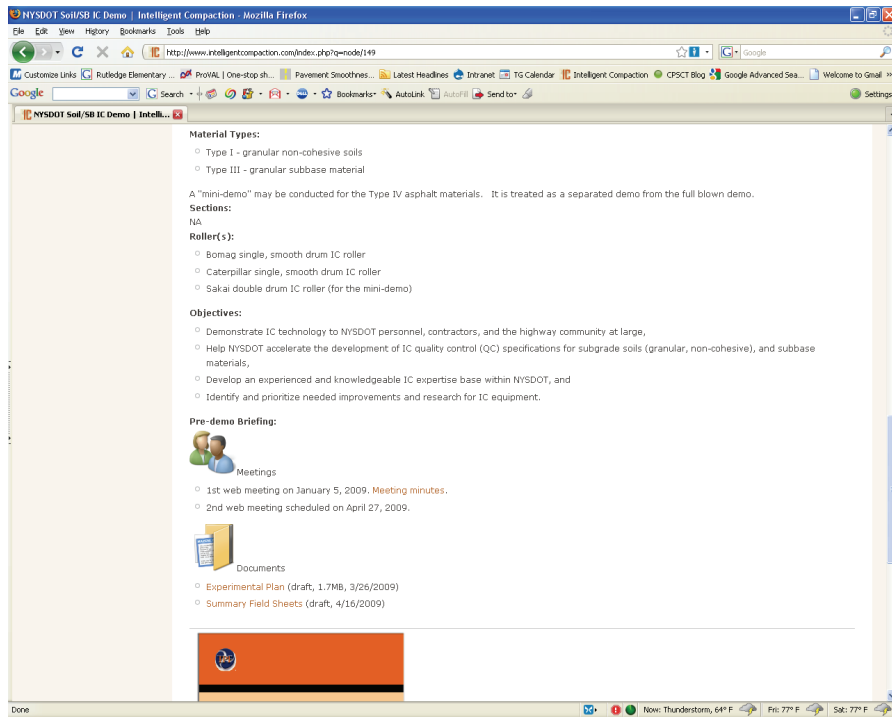 NYSDOT Soil/SB IC Demo | Intelligent Compaction - Mozilla Firefox
File Edit View History Bookmarks Tools Help
http://www.intelligentcompaction.com/index.php?q=node/149 Google
Customize Links Rutledge Elementary ... ProVAL | One-stop sh... Pavement Smoothnes... Latest Headlines Intranet TG Calendar Intelligent Compaction CPSCT Blog Google Advanced Sea... Welcome to Gmail »
Google Search Bookmarks AutoLink AutoFill Send to Settings
NYSDOT Soil/SB IC Demo | Intelli...
Material Types:
Type I - granular non-cohesive soils
Type III - granular subbase material
A "mini-demo" may be conducted for the Type IV asphalt materials. It is treated as a separated demo from the full blown demo.
Sections:
NA
Roller(s):
Bomag single, smooth drum IC roller
Caterpillar single, smooth drum IC roller
Sakai double drum IC roller (for the mini-demo)
Objectives:
Demonstrate IC technology to NYSDOT personnel, contractors, and the highway community at large,
Help NYSDOT accelerate the development of IC quality control (QC) specifications for subgrade soils (granular, non-cohesive), and subbase
materials,
Develop an experienced and knowledgeable IC expertise base within NYSDOT, and
Identify and prioritize needed improvements and research for IC equipment.
Pre-demo Briefing:
Meetings
1st web meeting on January 5, 2009. Meeting minutes.
2nd web meeting scheduled on April 27, 2009.
Documents
Experimental Plan (draft, 1.7MB, 3/26/2009)
Summary Field Sheets (draft, 4/16/2009)
Done Now: Thunderstorm, 64° F Fri: 77° F Sat: 77° F